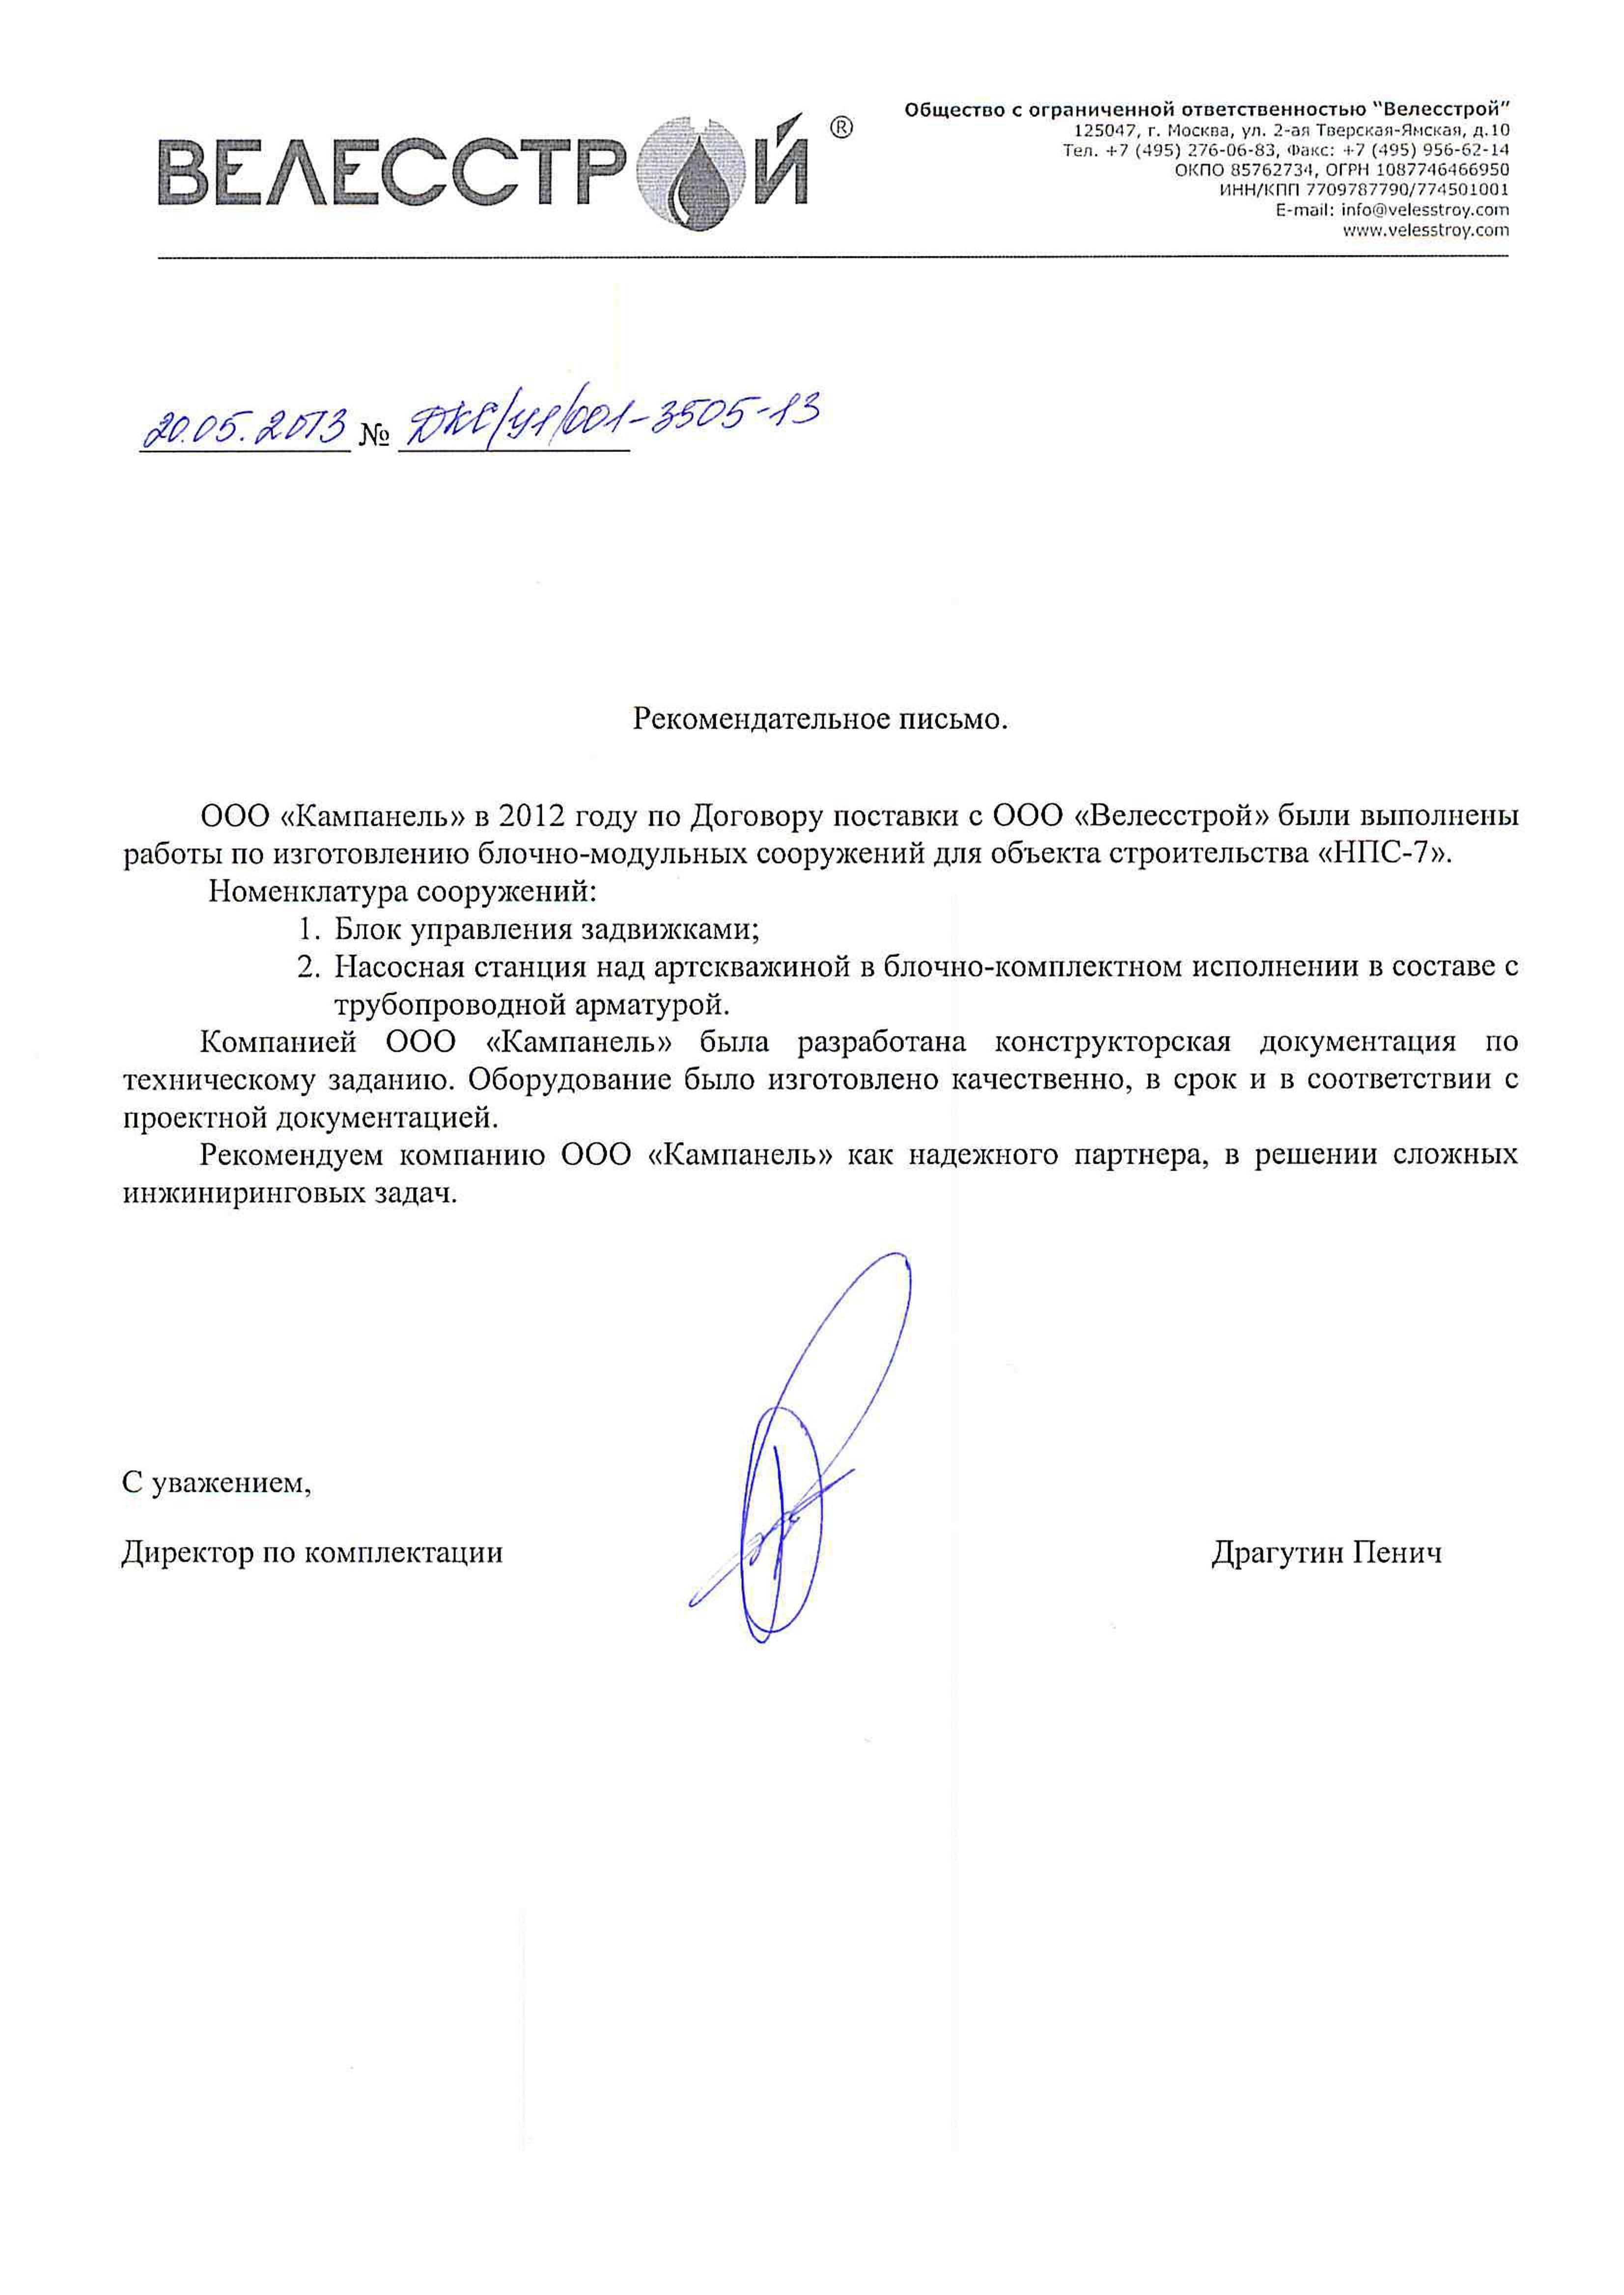 ВЕЛЕССТРОЙ ®
Общество с ограниченной ответственностью “Велесстрой”
125047, г. Москва, ул. 2-ая Тверская-Ямская, д.10
Тел. +7 (495) 276-06-83, Факс: +7 (495) 956-62-14
ОКПО 85762734, ОГРН 1087746466950
ИНН/КПП 7709787790/774501001
E-mail: info@velesstroy.com
www.velesstroy.com
20.05.2013 № ДКС/У1/001-3505-13
Рекомендательное письмо.
ООО «Кампанель» в 2012 году по Договору поставки с ООО «Велесстрой» были выполнены
работы по изготовлению блочно-модульных сооружений для объекта строительства «НПС-7».
Номенклатура сооружений:
1. Блок управления задвижками;
2. Насосная станция над артскважиной в блочно-комплектном исполнении в составе с
трубопроводной арматурой.
Компанией ООО «Кампанель» была разработана конструкторская документация по
техническому заданию. Оборудование было изготовлено качественно, в срок и в соответствии с
проектной документацией.
Рекомендуем компанию ООО «Кампанель» как надежного партнера, в решении сложных
инжиниринговых задач.
С уважением,
Директор по комплектации
Драгутин Пенич